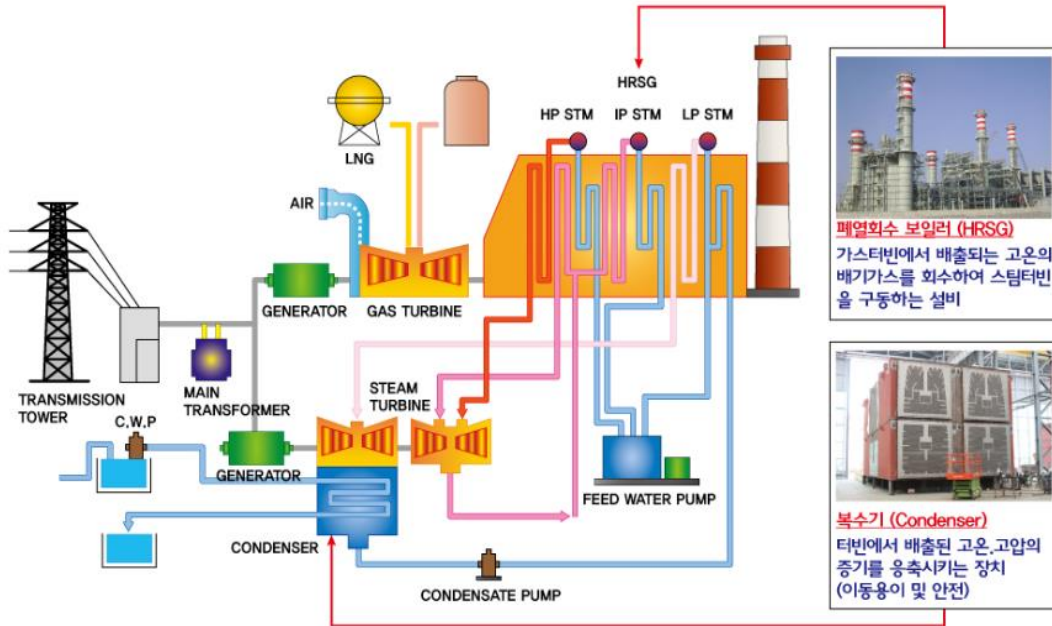 HRSG
HP STM
IP STM
LP STM
LNG
AIR
GENERATOR
GAS TURBINE
TRANSMISSION
TOWER
MAIN
TRANSFORMER
STEAM
TURBINE
C.W.P
GENERATOR
FEED WATER PUMP
CONDENSER
CONDENSATE PUMP
폐열회수 보일러 (HRSG)
가스터빈에서 배출되는 고온의
배기가스를 회수하여 스팀터빈
을 구동하는 설비
복수기 (Condenser)
터빈에서 배출된 고온.고압의
증기를 응축시키는 장치
(이동용이 및 안전)